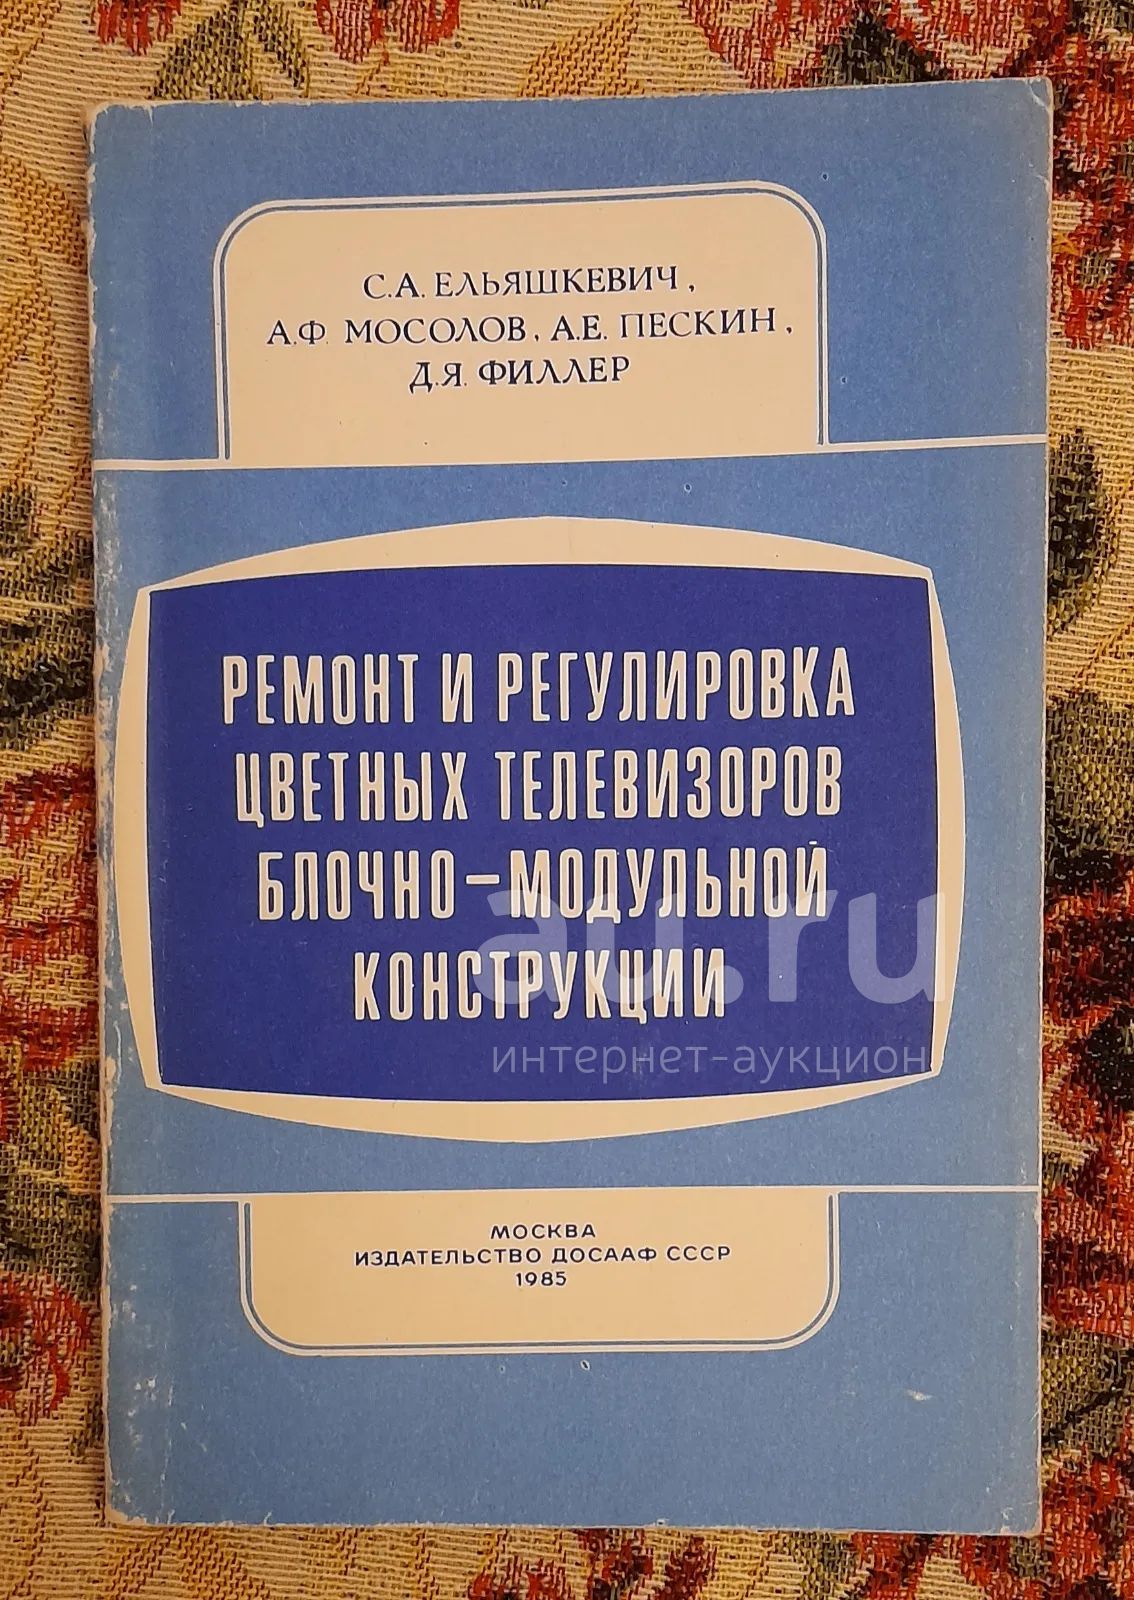 С.А. ЕЛЬЯШКЕВИЧ,
А.Ф. МОСОЛОВ, А.Е. ПЕСКИН,
Д.Я. ФИЛЛЕР
РЕМОНТ И РЕГУЛИРОВКА
ЦВЕТНЫХ ТЕЛЕВИЗОРОВ
БЛОЧНО-МОДУЛЬНОЙ
КОНСТРУКЦИИ
au.ru
интернет-аукцион
МОСКВА
ИЗДАТЕЛЬСТВО ДОСААФ СССР
1985